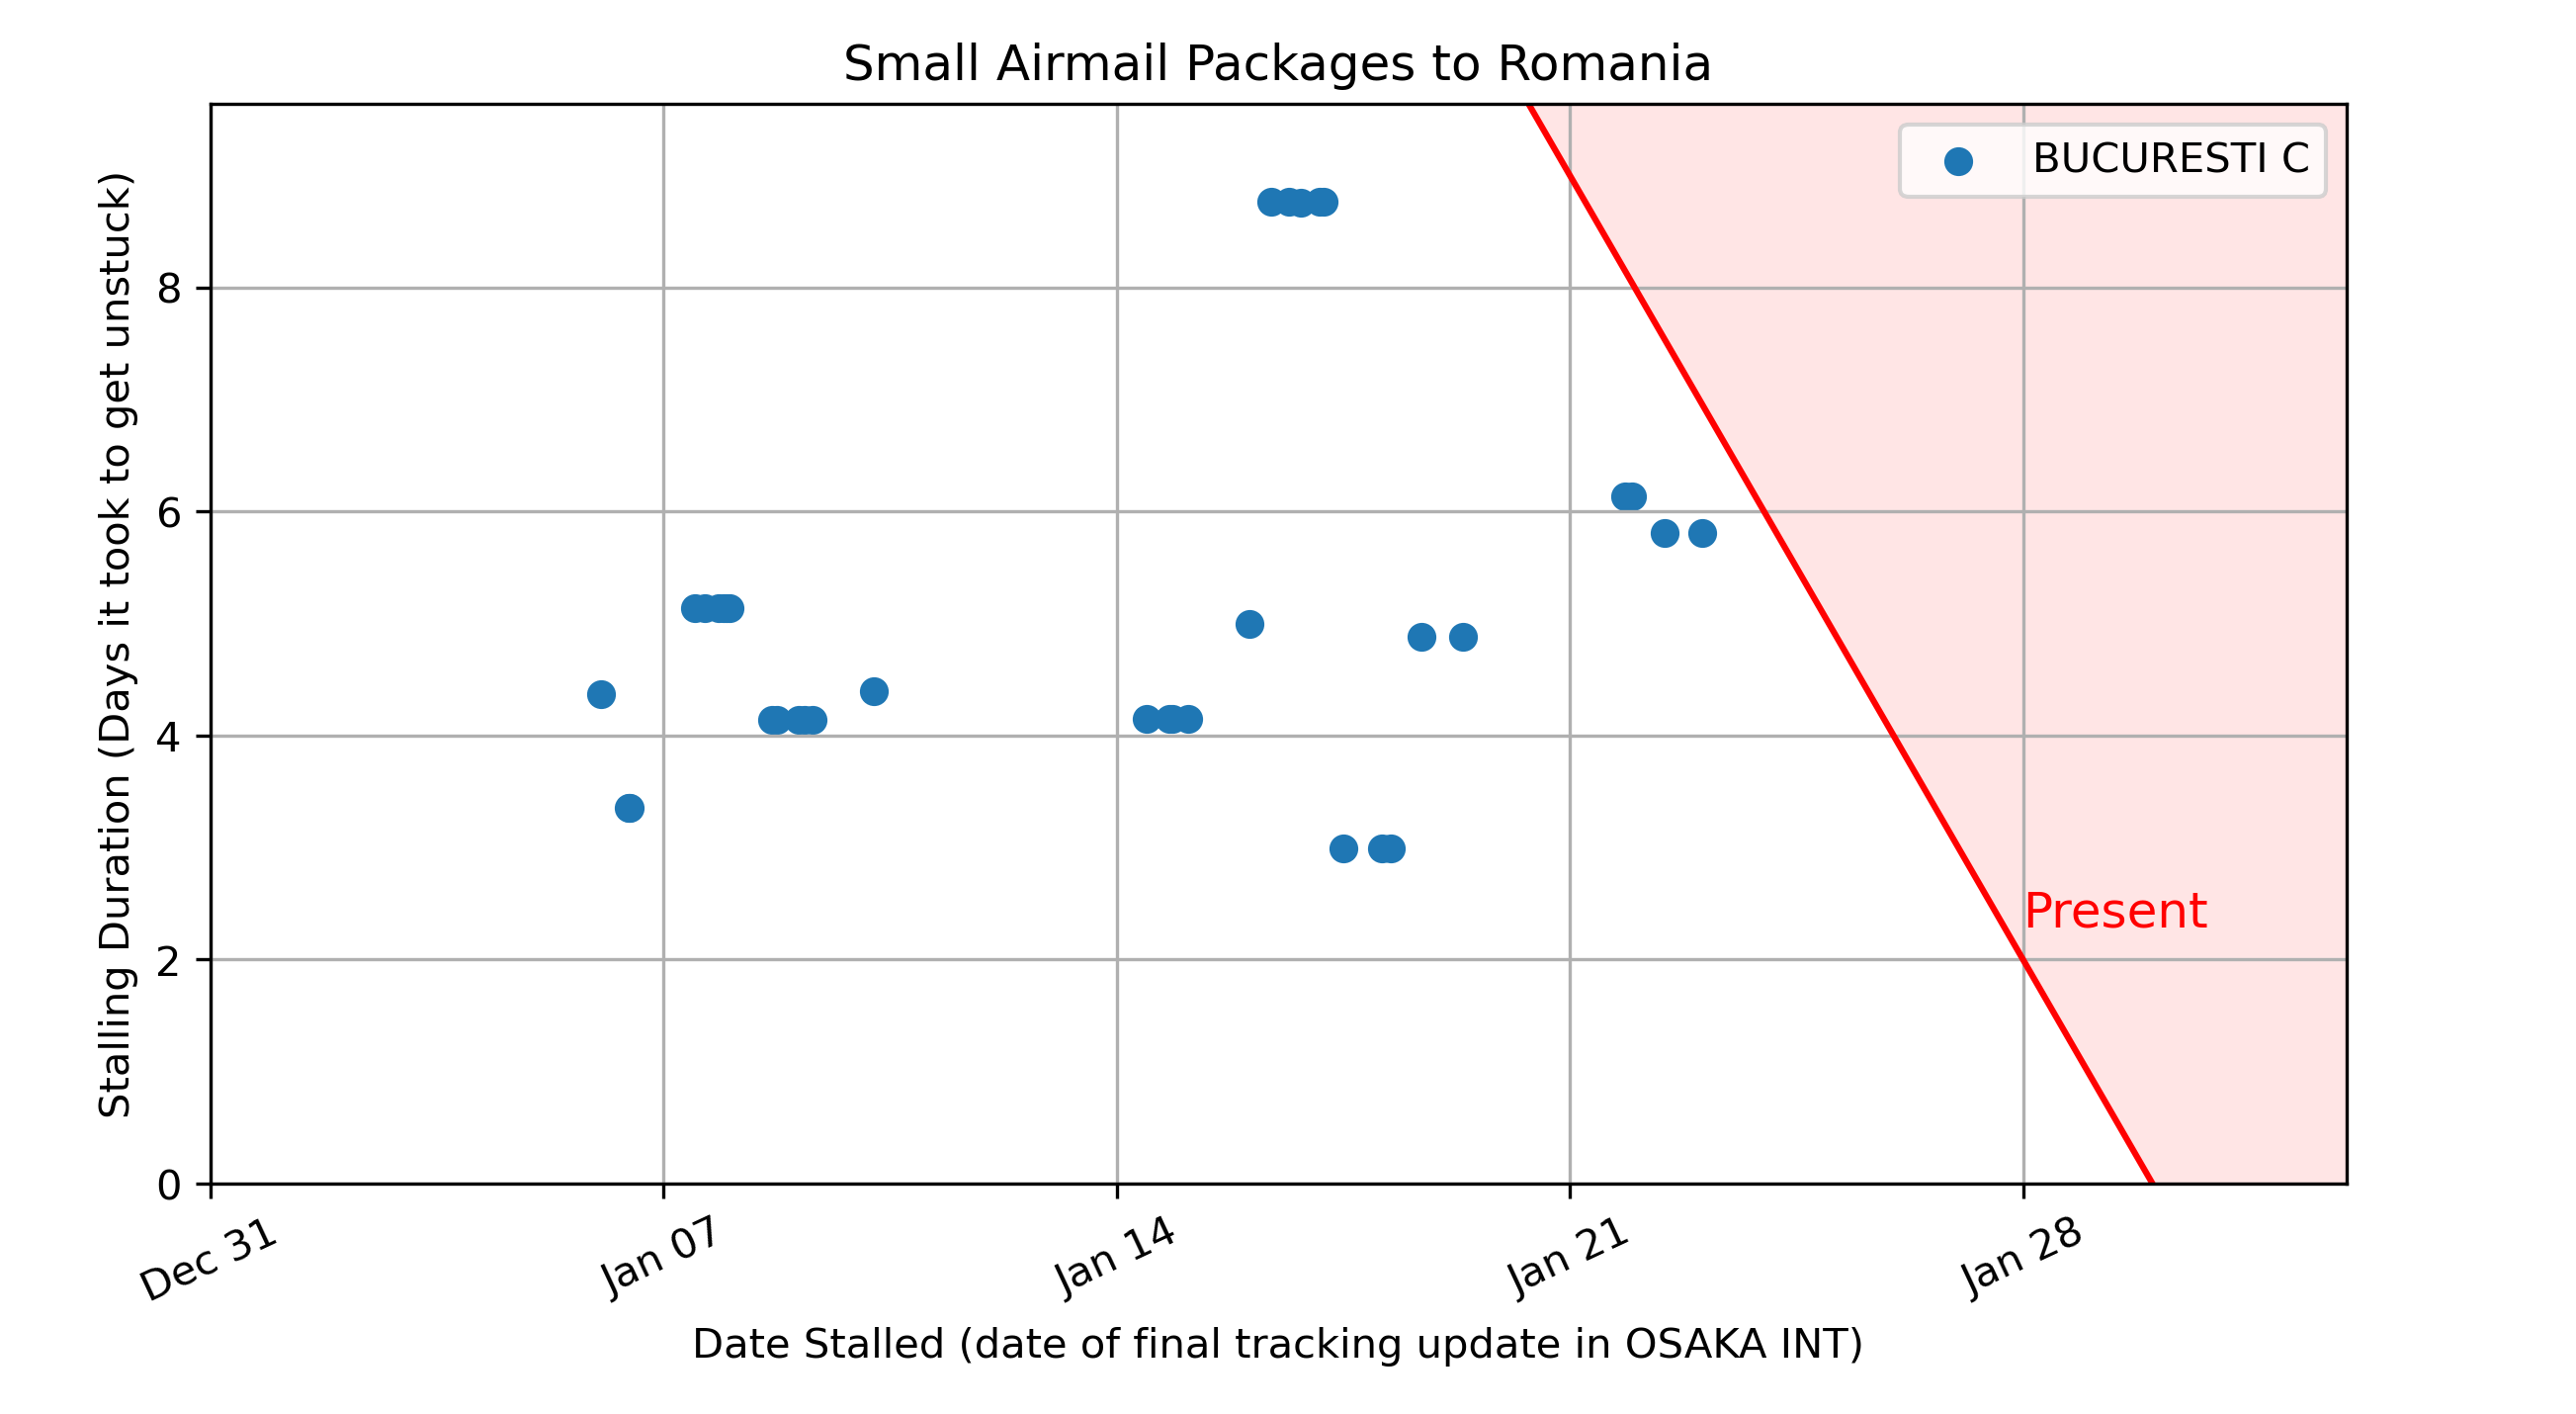 Small Airmail Packages to Romania
BUCURESTI C
Stalling Duration (Days it took to get unstuck)
8
6
4
2
0
Present
Dec 31
Jan 07
Jan 14
Jan 21
Jan 28
Date Stalled (date of final tracking update in OSAKA INT)